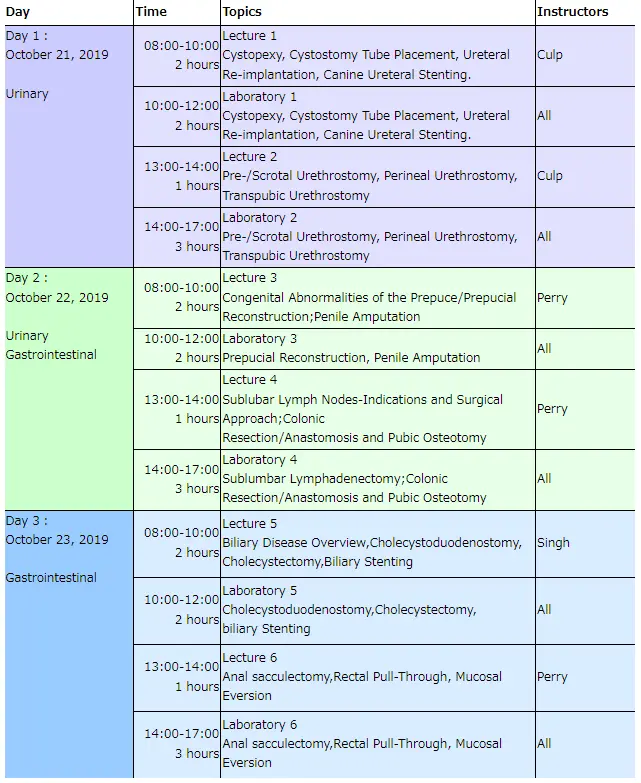 Day Time Topics Instructors
Day 1 :
October 21, 2019
Urinary
08:00-10:00
2 hours
Lecture 1
Cystopexy, Cystostomy Tube Placement, Ureteral
Re-implantation, Canine Ureteral Stenting.
Culp
10:00-12:00
2 hours
Laboratory 1
Cystopexy, Cystostomy Tube Placement, Ureteral
Re-implantation, Canine Ureteral Stenting.
All
13:00-14:00
1 hours
Lecture 2
Pre-/Scrotal Urethrostomy, Perineal Urethrostomy,
Transpubic Urethrostomy
Culp
14:00-17:00
3 hours
Laboratory 2
Pre-/Scrotal Urethrostomy, Perineal Urethrostomy,
Transpubic Urethrostomy
All
Day 2 :
October 22, 2019
Urinary
Gastrointestinal
08:00-10:00
2 hours
Lecture 3
Congenital Abnormalities of the Prepuce/Prepucial
Reconstruction;Penile Amputation
Perry
10:00-12:00
2 hours
Laboratory 3
Prepucial Reconstruction, Penile Amputation
All
13:00-14:00
1 hours
Lecture 4
Sublubar Lymph Nodes-Indications and Surgical
Approach;Colonic
Resection/Anastomosis and Pubic Osteotomy
Perry
14:00-17:00
3 hours
Laboratory 4
Sublumbar Lymphadenectomy;Colonic
Resection/Anastomosis and Pubic Osteotomy
All
Day 3 :
October 23, 2019
Gastrointestinal
08:00-10:00
2 hours
Lecture 5
Biliary Disease Overview,Cholecystoduodenostomy,
Cholecystectomy,Biliary Stenting
Singh
10:00-12:00
2 hours
Laboratory 5
Cholecystoduodenostomy,Cholecystectomy,
biliary Stenting
All
13:00-14:00
1 hours
Lecture 6
Anal sacculectomy,Rectal Pull-Through, Mucosal
Eversion
Perry
14:00-17:00
3 hours
Laboratory 6
Anal sacculectomy,Rectal Pull-Through, Mucosal
Eversion
All